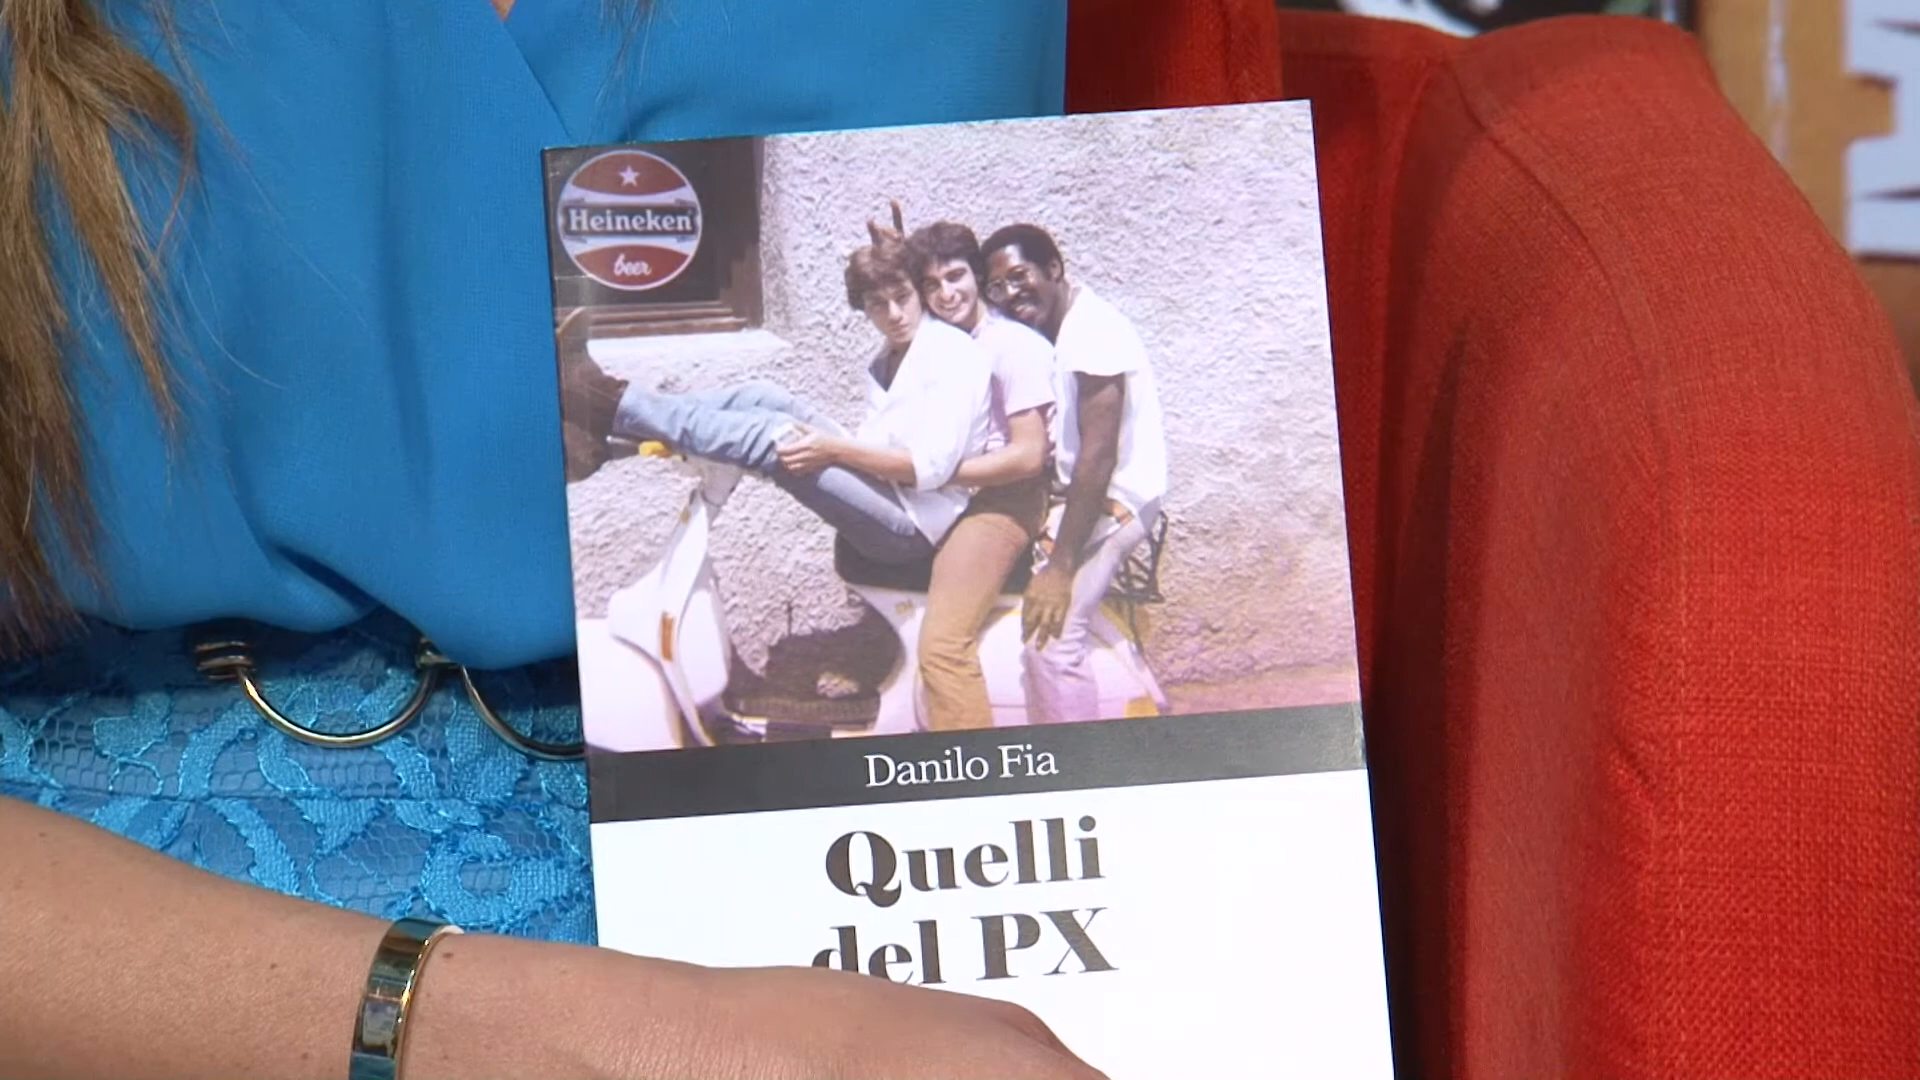 Heineken
beer
Danilo Fia
Quelli
del PX